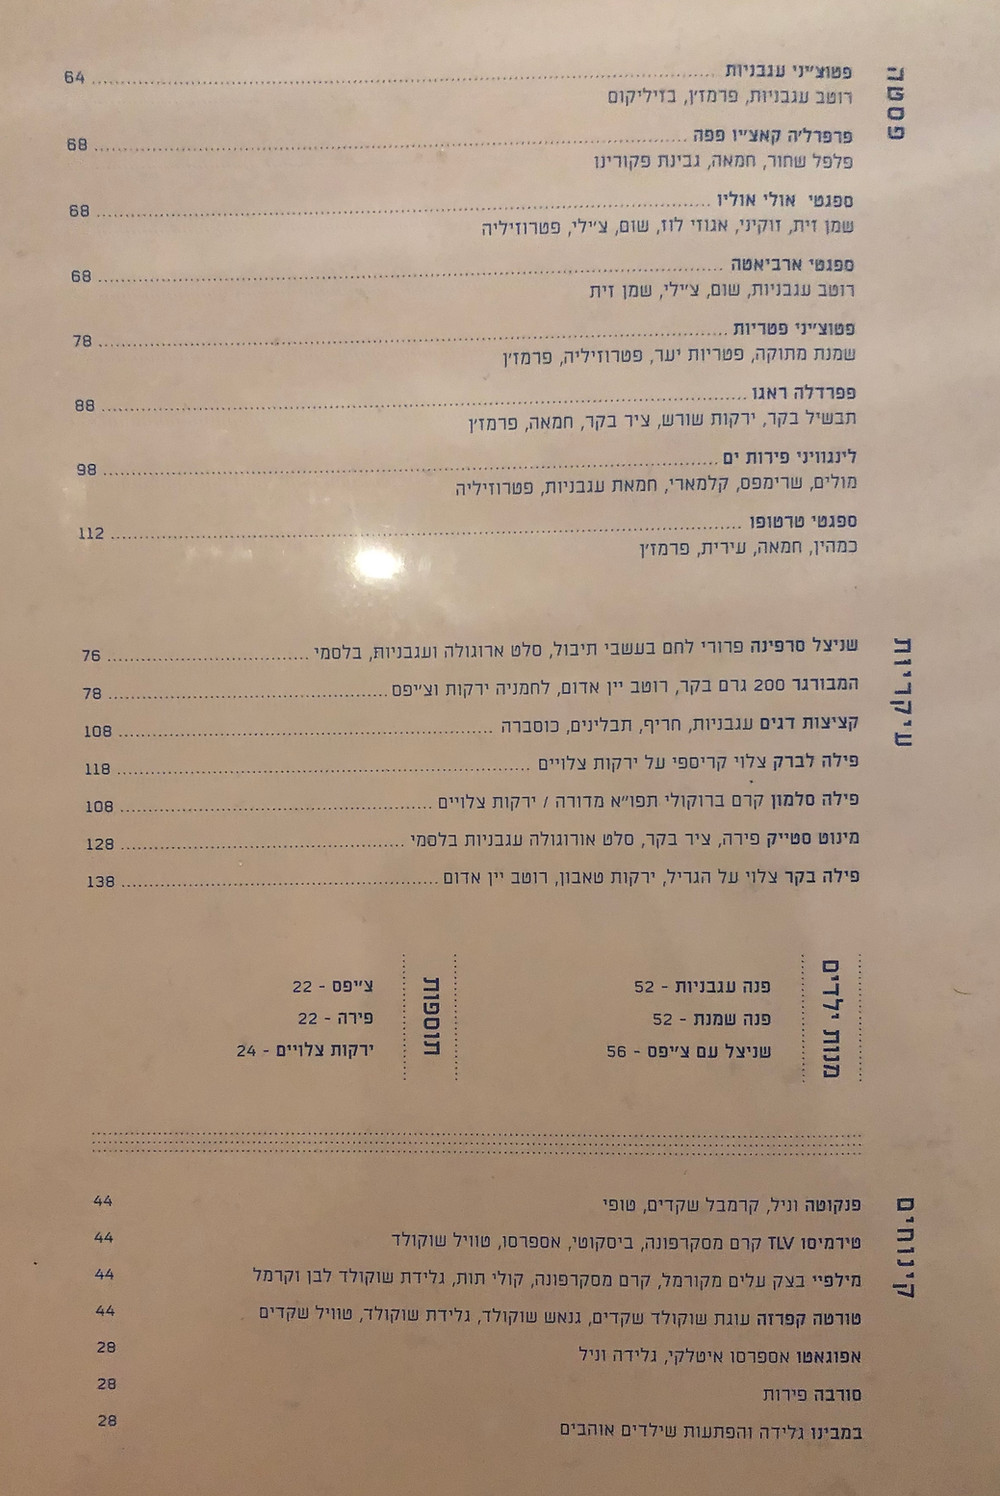 פסטה
פטוצ׳׳יני עגבניות 64
רוטב עגבניות, פרמז׳ן, בזיליקום
פרפרל׳ה קאצ׳׳יו פפה 68
פלפל שחור, חמאה, גבינת פקורינו
ספגטי אולי אוליו 68
שמן זית, זוקיני, אגוזי לוז, שום, צ׳׳ילי, פטרוזיליה
ספגטי ארביאטה 68
רוטב עגבניות, שום, צ׳׳ילי, שמן זית
פטוצ׳׳יני פטריות 78
שמנת מתוקה, פטריות יער, פטרוזיליה, פרמז׳ן
פפרדלה ראגו 88
תבשיל בקר, ירקות שורש, ציר בקר, חמאה, פרמז׳ן
לינגוויני פירות ים 98
מולים, שרימפס, קלמארי, חמאת עגבניות, פטרוזיליה
ספגטי טרטופו 112
כמהין, חמאה, עירית, פרמז׳ן
עיקריות
שניצל סרפינה פרורי לחם בעשבי תיבול, סלט ארוגולה ועגבניות, בלסמי 76
המבורגר 200 גרם בקר, רוטב יין אדום, לחמניה ירקות וצ׳יפס 78
קציצות דגים עגבניות, חריף, תבלינים, כוסברה 108
פילה לברק צלוי קריספי על ירקות צלויים 118
פילה סלמון קרם ברוקולי תפו״א מדורה / ירקות צלויים 108
מינוט סטייק פירה, ציר בקר, סלט אורוגולה עגבניות בלסמי 128
פילה בקר צלוי על הגריל, ירקות טאבון, רוטב יין אדום 138
מנות ילדים
פנה עגבניות - 52
פנה שמנת - 52
שניצל עם צ׳יפס - 56
תוספות
צ׳יפס - 22
פירה - 22
ירקות צלויים - 24
קינוחים
פנקוטה וניל, קרמבל שקדים, טופי 44
טירמיסו TLV קרם מסקרפונה, ביסקוטי, אספרסו, טוויל שוקולד 44
מילפיי בצק עלים מקורמל, קרם מסקרפונה, קולי תות, גלידת שוקולד לבן וקרמל 44
טורטה קפרזה עוגת שוקולד שקדים, גנאש שוקולד, גלידת שוקולד, טוויל שקדים 44
אפוגאטו אספרסו איטלקי, גלידה וניל 28
סורבה פירות 28
במבינו גלידה והפתעות שילדים אוהבים 28